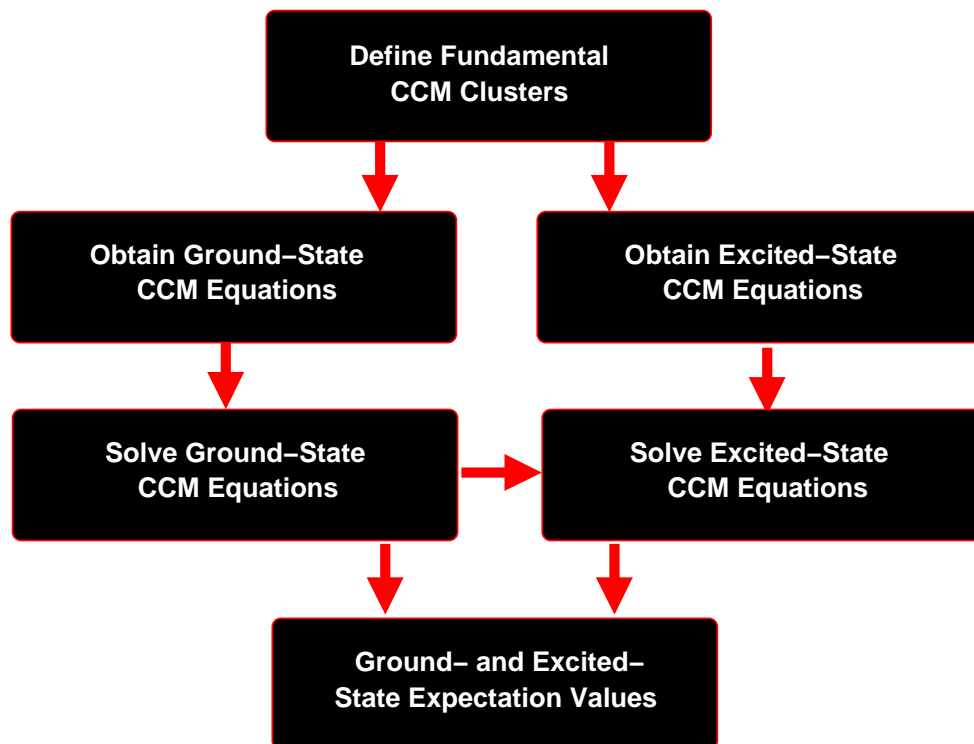 Define Fundamental
CCM Clusters
Obtain Ground–State
CCM Equations
Obtain Excited–State
CCM Equations
Solve Ground–State
CCM Equations
Solve Excited–State
CCM Equations
Ground– and Excited–
State Expectation Values